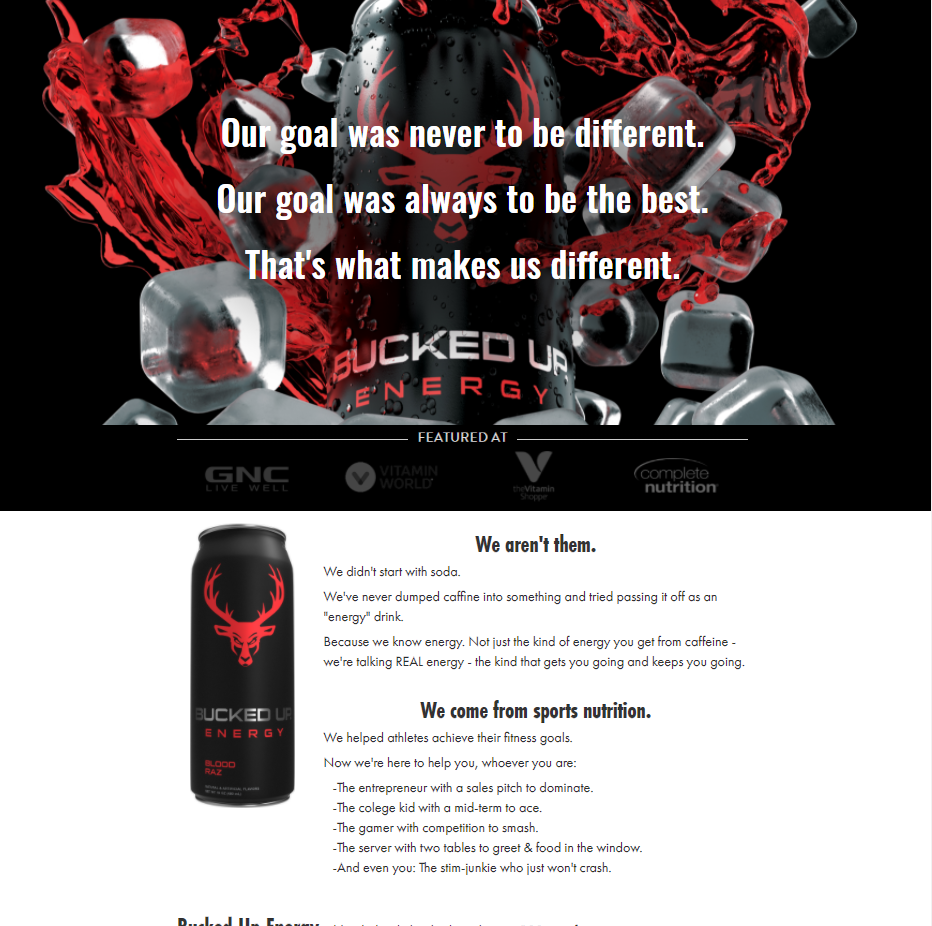 Our goal was never to be different.
Our goal was always to be the best.
That's what makes us different.
BUCKED UP
ENERGY
FEATURED AT
GNC
LIVE WELL
VITAMIN
WORLD
theVitamin
Shoppe
complete
nutrition
We aren't them.
We didn't start with soda.
We've never dumped caffine into something and tried passing it off as an
"energy" drink.
Because we know energy. Not just the kind of energy you get from caffeine -
we're talking REAL energy - the kind that gets you going and keeps you going.
BUCKED UP
ENERGY
BLOOD
RAZ
We come from sports nutrition.
We helped athletes achieve their fitness goals.
Now we're here to help you, whoever you are:
-The entrepreneur with a sales pitch to dominate.
-The colege kid with a mid-term to ace.
-The gamer with competition to smash.
-The server with two tables to greet & food in the window.
-And even you: The stim-junkie who just won't crash.
Bucked Up Energy